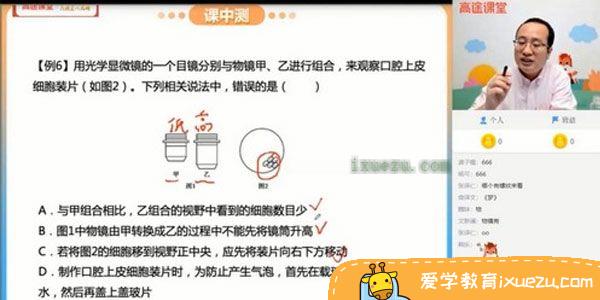 课中测
高途课堂
【例6】用光学显微镜的一个目镜分别与物镜甲、乙进行组合，来观察口腔上皮
细胞装片（如图2）。下列相关说法中，错误的是（ ）
低 高
甲 乙
图1 图2
ixuezu.com
A．与甲组合相比，乙组合的视野中看到的细胞数目少
B．图1中物镜由甲转换成乙的过程中不能先将镜筒升高
C．若将图2的细胞移到视野正中央，应先将装片向右下方移动
D．制作口腔上皮细胞装片时，为防止产生气泡，首先在载
水，然后再盖上盖玻片
高途课堂
个人
0
0
666
666
物
oo
爱学教育ixuezu.com